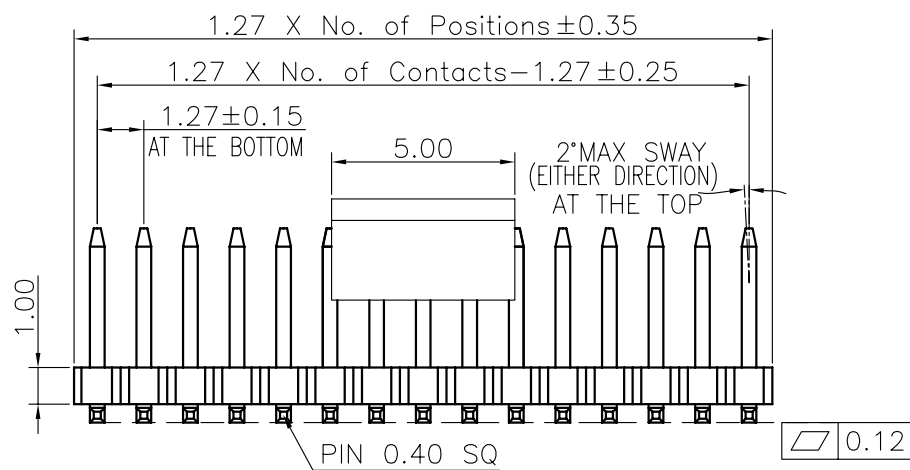 1.27 X No. of Positions±0.35
1.27 X No. of Contacts-1.27±0.25
1.27±0.15
AT THE BOTTOM
5.00
2°MAX SWAY
(EITHER DIRECTION)
AT THE TOP
1.00
PIN 0.40 SQ
0.12